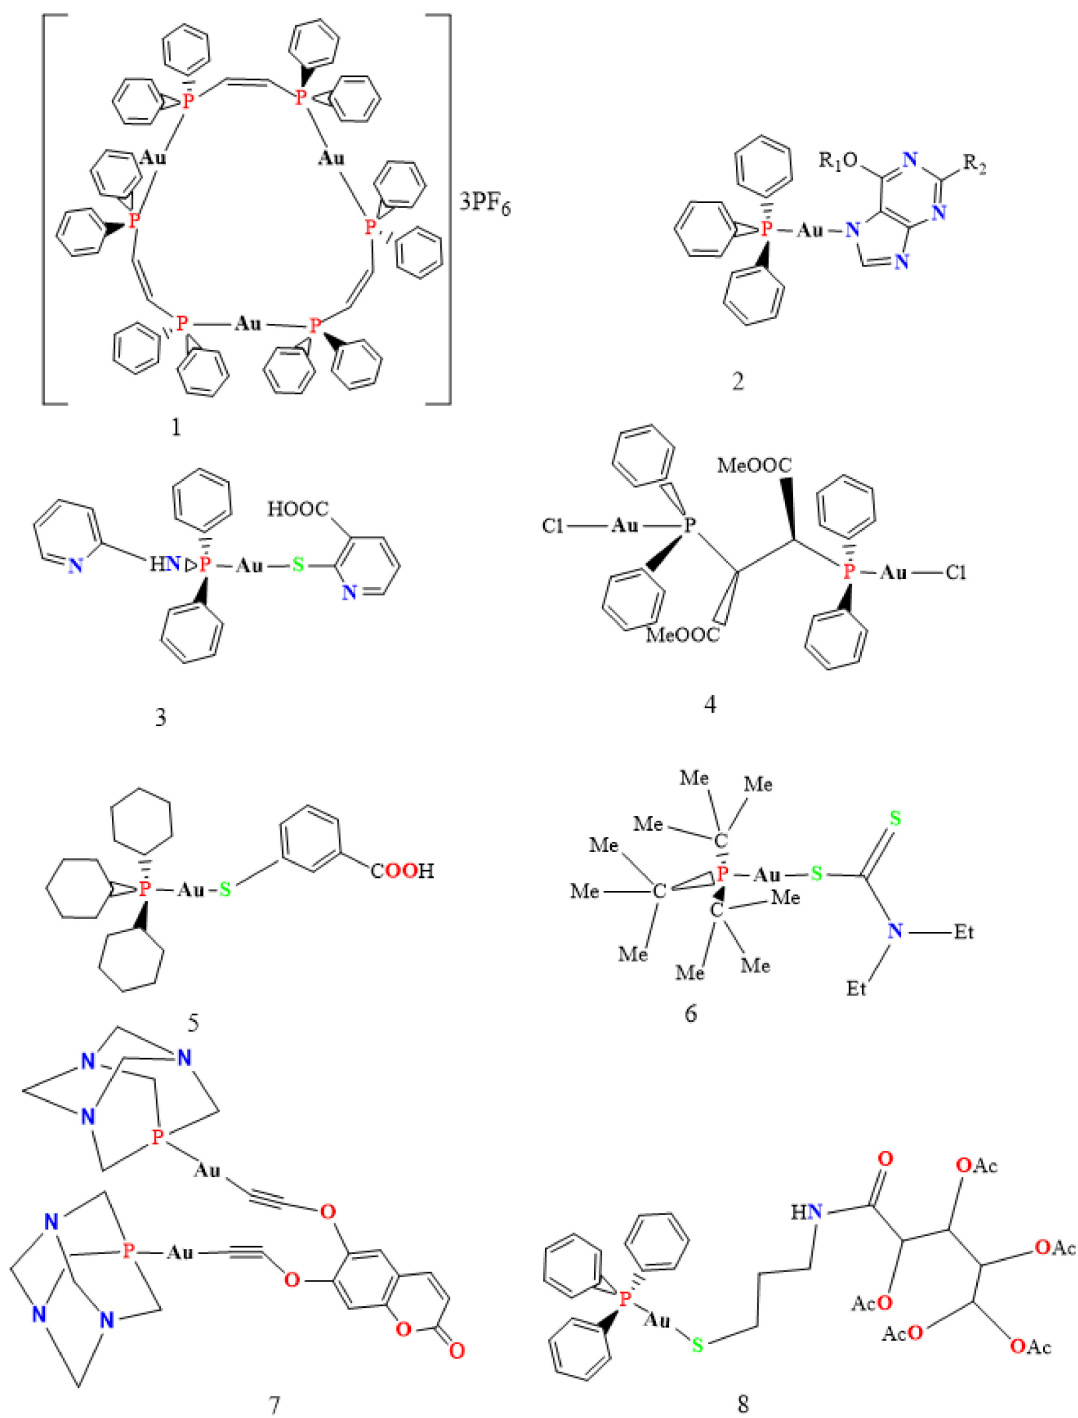 P P
Au Au
3PF6
P P
P Au P
1
R1O N R2
N
P Au N
N
2
N HN P Au S
HOOC
N
3
MeOOC
Cl Au P
P Au Cl
MeOOC
4
P Au S
COOH
5
Me Me
Me C
Me
P Au S
S
Me C
C Me
Me
Me Me
N Et
Et
6
N N
N
P
Au
O
N
P Au
O
N N
O O
7
O
OAc
HN
OAc
P
Au
S
AcO
AcO OAc
8